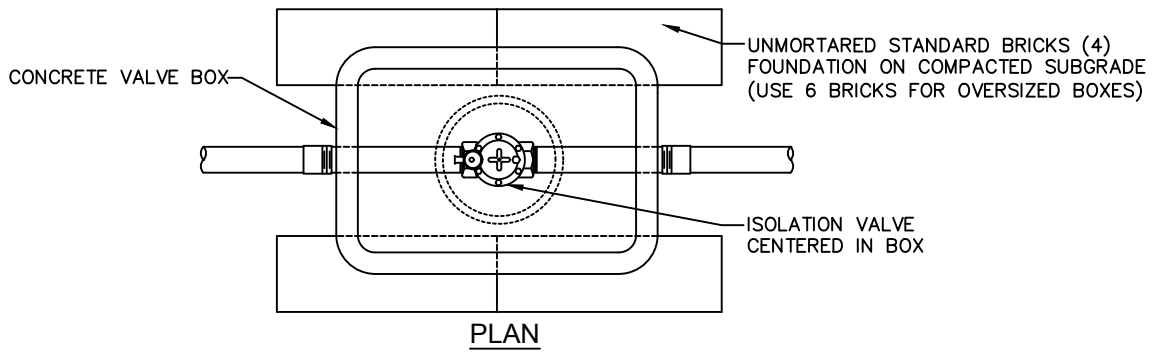 UNMORTARED STANDARD BRICKS (4)
FOUNDATION ON COMPACTED SUBGRADE
(USE 6 BRICKS FOR OVERSIZED BOXES)
CONCRETE VALVE BOX
ISOLATION VALVE
CENTERED IN BOX
PLAN